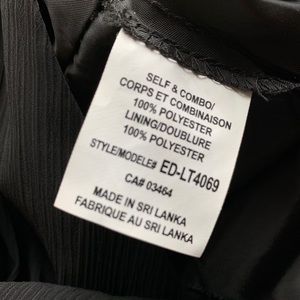 SELF & COMBO/
CORPS ET COMBINAISON
100% POLYESTER
LINING/DOUBLURE
100% POLYESTER
STYLE/MODELE# ED-LT4069
CA# 03464
MADE IN SRI LANKA
FABRIQUE AU SRI LANKA